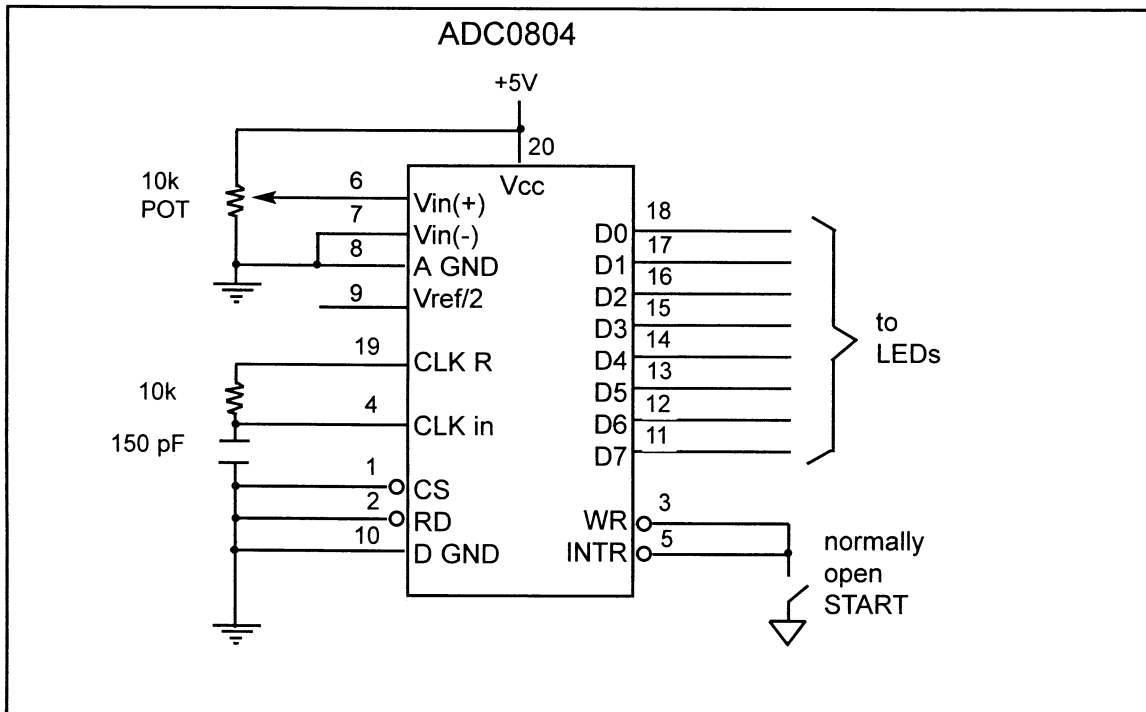 ADC0804
+5V
20
Vcc
10k
POT
6
Vin(+)
7
Vin(-)
8
A GND
9
Vref/2
19
CLK R
10k
4
CLK in
150 pF
1
CS
2
RD
10
D GND
18
D0
17
D1
16
D2
15
D3
14
D4
13
D5
12
D6
11
D7
to
LEDs
3
WR
5
INTR
normally
open
START